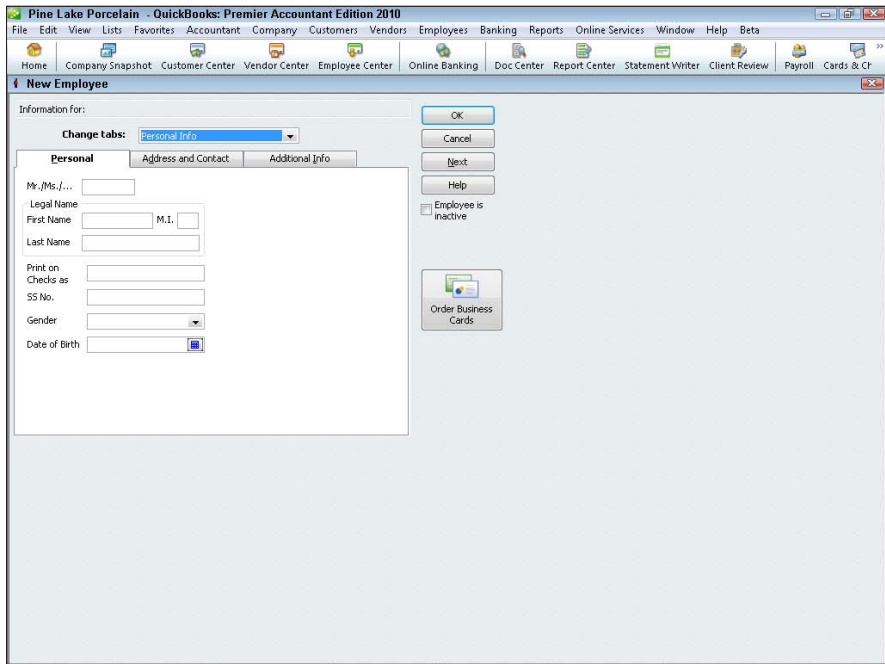 Pine Lake Porcelain - QuickBooks: Premier Accountant Edition 2010
File Edit View Lists Favorites Accountant Company Customers Vendors Employees Banking Reports Online Services Window Help Beta
Home Company Snapshot Customer Center Vendor Center Employee Center Online Banking Doc Center Report Center Statement Writer Client Review Payroll Cards & Ch
New Employee
Information for:
Change tabs: Personal Info
Personal Address and Contact Additional Info
Mr./Ms./...
Legal Name
First Name M.I.
Last Name
Print on
Checks as
SS No.
Gender
Date of Birth
OK
Cancel
Next
Help
Employee is
inactive
Order Business
Cards